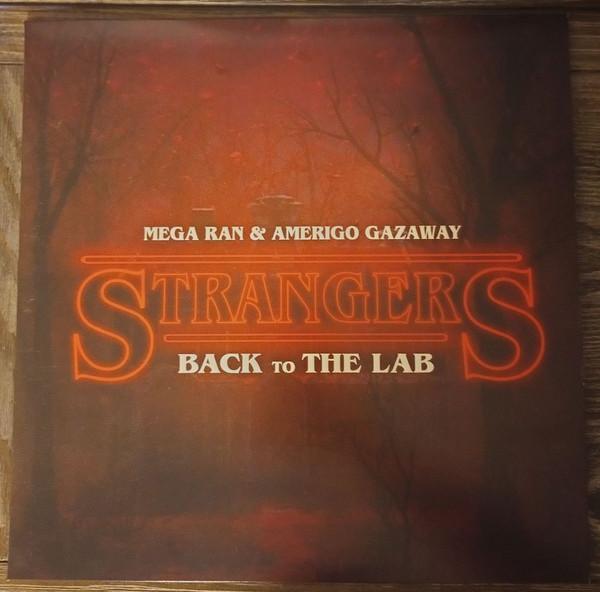 MEGA RAN & AMERIGO GAZAWAY
STRANGERS
BACK TO THE LAB